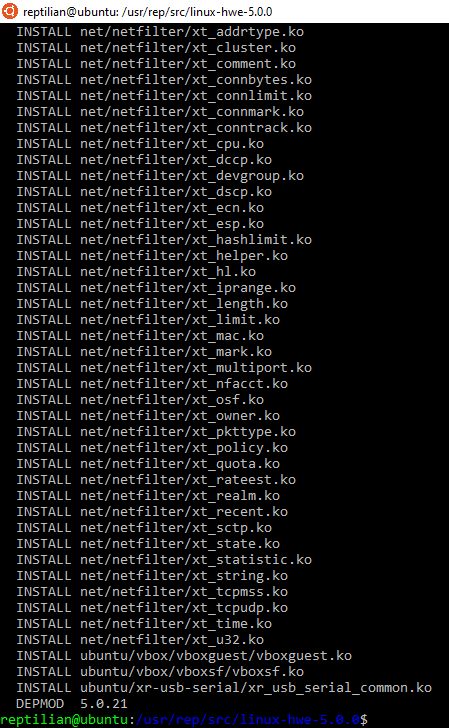 reptilian@ubuntu: /usr/rep/src/linux-hwe-5.0.0
INSTALL net/netfilter/xt_addrtype.ko
INSTALL net/netfilter/xt_cluster.ko
INSTALL net/netfilter/xt_comment.ko
INSTALL net/netfilter/xt_connbytes.ko
INSTALL net/netfilter/xt_connlimit.ko
INSTALL net/netfilter/xt_connmark.ko
INSTALL net/netfilter/xt_conntrack.ko
INSTALL net/netfilter/xt_cpu.ko
INSTALL net/netfilter/xt_dccp.ko
INSTALL net/netfilter/xt_devgroup.ko
INSTALL net/netfilter/xt_dscp.ko
INSTALL net/netfilter/xt_ecn.ko
INSTALL net/netfilter/xt_esp.ko
INSTALL net/netfilter/xt_hashlimit.ko
INSTALL net/netfilter/xt_helper.ko
INSTALL net/netfilter/xt_hl.ko
INSTALL net/netfilter/xt_iprange.ko
INSTALL net/netfilter/xt_length.ko
INSTALL net/netfilter/xt_limit.ko
INSTALL net/netfilter/xt_mac.ko
INSTALL net/netfilter/xt_mark.ko
INSTALL net/netfilter/xt_multiport.ko
INSTALL net/netfilter/xt_nfacct.ko
INSTALL net/netfilter/xt_osf.ko
INSTALL net/netfilter/xt_owner.ko
INSTALL net/netfilter/xt_pkttype.ko
INSTALL net/netfilter/xt_policy.ko
INSTALL net/netfilter/xt_quota.ko
INSTALL net/netfilter/xt_rateest.ko
INSTALL net/netfilter/xt_realm.ko
INSTALL net/netfilter/xt_recent.ko
INSTALL net/netfilter/xt_sctp.ko
INSTALL net/netfilter/xt_state.ko
INSTALL net/netfilter/xt_statistic.ko
INSTALL net/netfilter/xt_string.ko
INSTALL net/netfilter/xt_tcpmss.ko
INSTALL net/netfilter/xt_tcpudp.ko
INSTALL net/netfilter/xt_time.ko
INSTALL net/netfilter/xt_u32.ko
INSTALL ubuntu/vbox/vboxguest/vboxguest.ko
INSTALL ubuntu/vbox/vboxsf/vboxsf.ko
INSTALL ubuntu/xr-usb-serial/xr_usb_serial_common.ko
DEPMOD  5.0.21
reptilian@ubuntu:/usr/rep/src/linux-hwe-5.0.0$